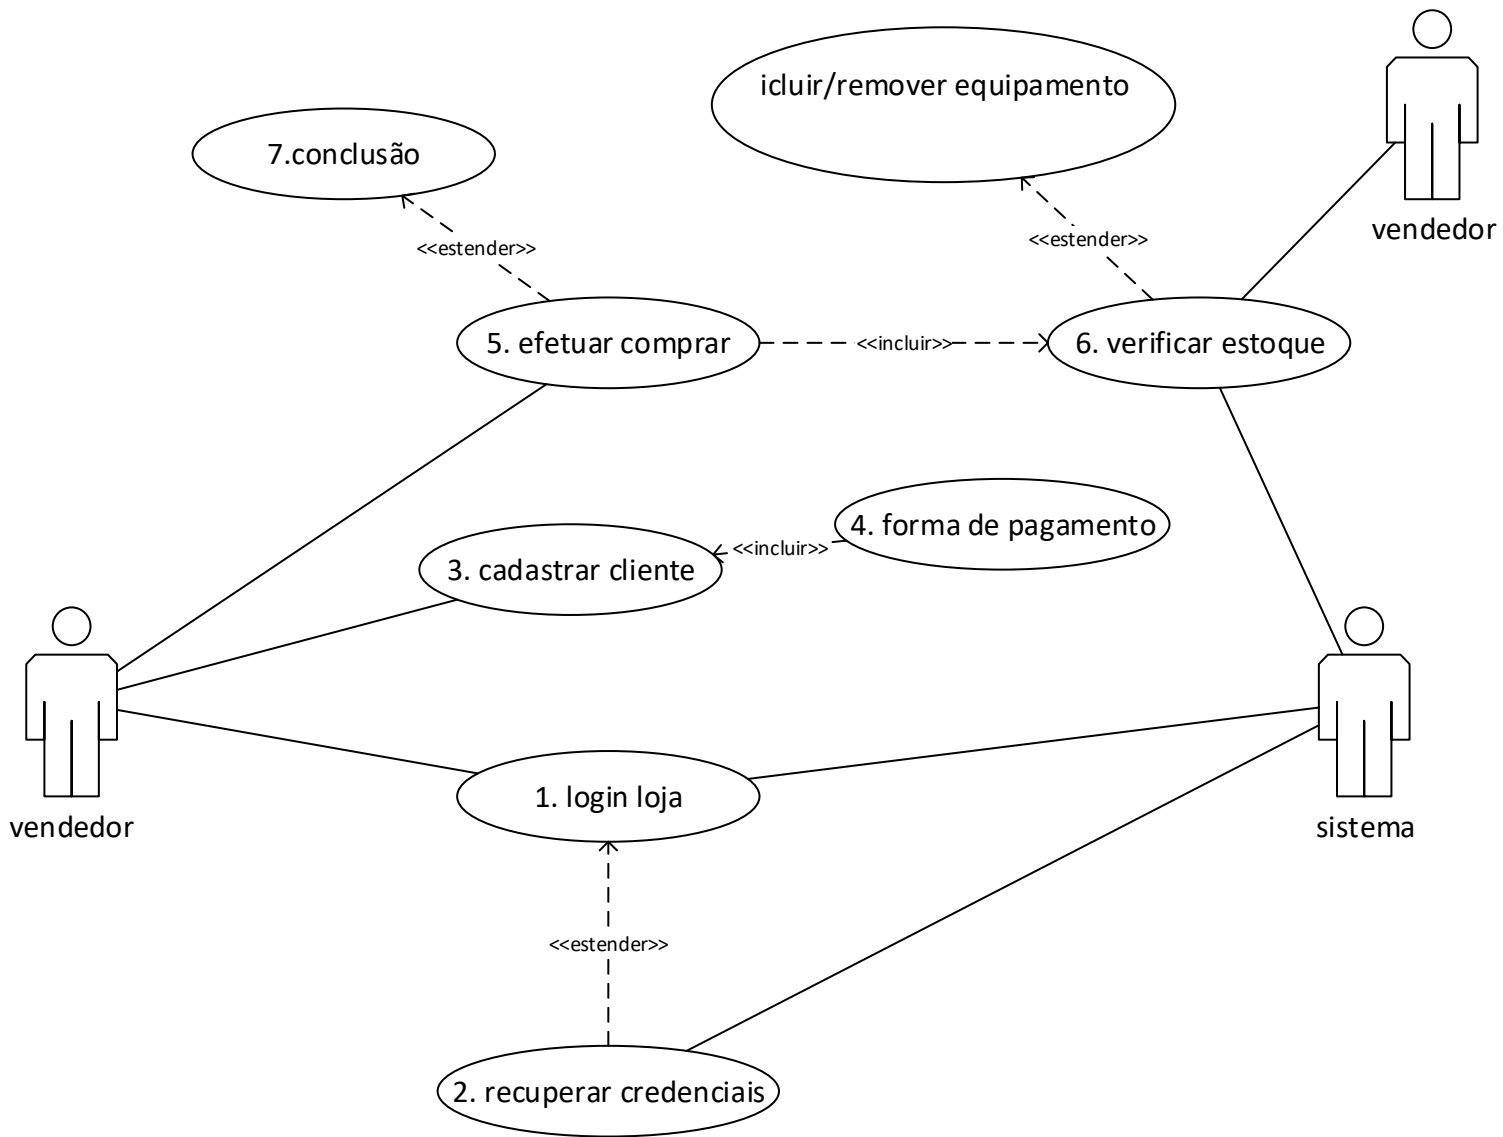 icluir/remover equipamento
7.conclusão
vendedor
<<estender>>
<<estender>>
5. efetuar comprar
<<incluir>>
6. verificar estoque
4. forma de pagamento
<<incluir>>
3. cadastrar cliente
1. login loja
vendedor
sistema
<<estender>>
2. recuperar credenciais